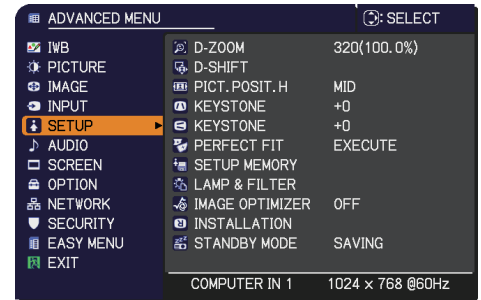 ADVANCED MENU : SELECT
IWB
PICTURE
IMAGE
INPUT
SETUP
AUDIO
SCREEN
OPTION
NETWORK
SECURITY
EASY MENU
EXIT
D-ZOOM 320(100.0%)
D-SHIFT
PICT.POSIT.H MID
KEYSTONE +0
KEYSTONE +0
PERFECT FIT EXECUTE
SETUP MEMORY
LAMP & FILTER
IMAGE OPTIMIZER OFF
INSTALLATION
STANDBY MODE SAVING
COMPUTER IN 1 1024 x 768 @60Hz